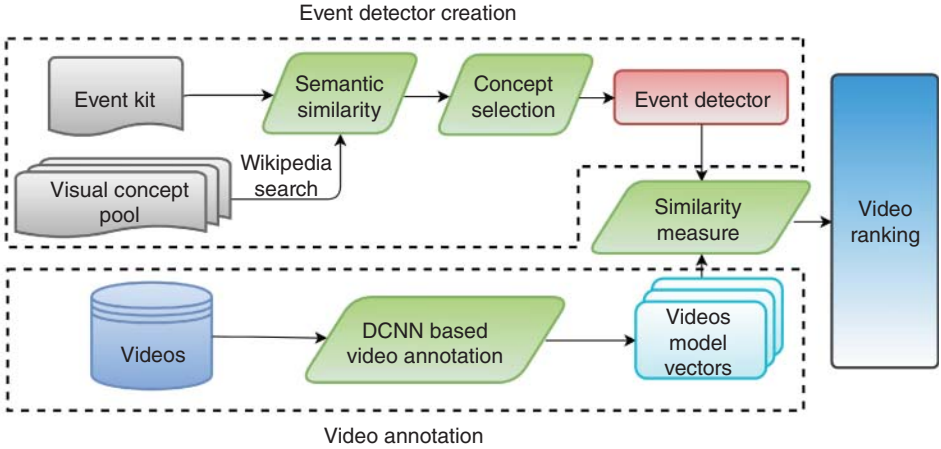 Event detector creation
Event kit
Semantic
similarity
Concept
selection
Event detector
Wikipedia
search
Visual concept
pool
Similarity
measure
Video
ranking
Videos
DCNN based
video annotation
Videos
model
vectors
Video annotation